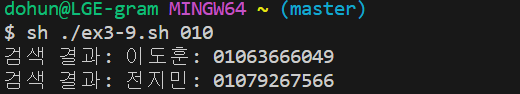 dohun@LGE-gram MINGW64 ~ (master)
$ sh ./ex3-9.sh 010
검색 결과: 이도훈: 01063666049
검색 결과: 전지민: 01079267566